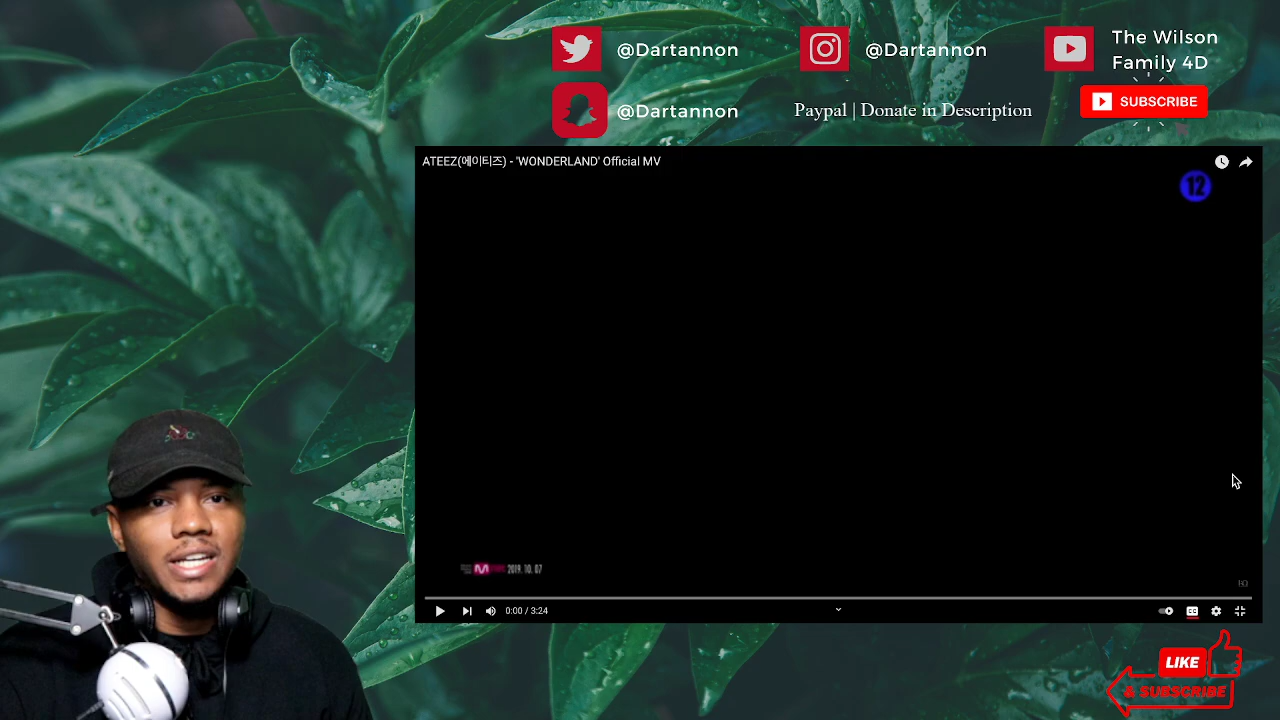 @Dartannon
@Dartannon
The Wilson
Family 4D
@Dartannon
Paypal | Donate in Description
SUBSCRIBE
ATEEZ(에이티즈) - 'WONDERLAND' Official MV
12
2019. 10. 07
0:00 / 3:24
CC
LIKE
& SUBSCRIBE